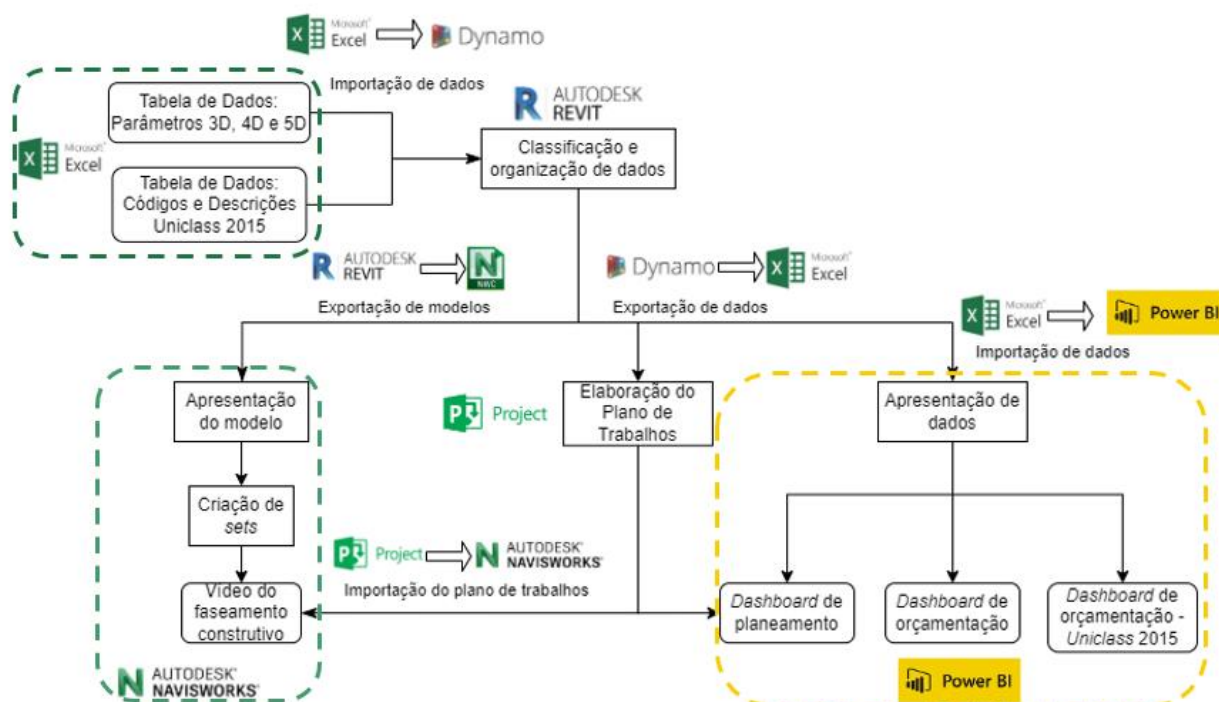 Microsoft®
Excel
Dynamo
Importação de dados
Tabela de Dados:
Parâmetros 3D, 4D e 5D
Microsoft®
Excel
Tabela de Dados:
Códigos e Descrições
Uniclass 2015
AUTODESK®
REVIT
Classificação e
organização de dados
AUTODESK®
REVIT
NWC
Exportação de modelos
Dynamo
Microsoft®
Excel
Exportação de dados
Microsoft®
Excel
Power BI
Importação de dados
Apresentação
do modelo
Criação de
sets
Vídeo do
faseamento
construtivo
AUTODESK®
NAVISWORKS®
Project
Elaboração do
Plano de
Trabalhos
Project
AUTODESK®
NAVISWORKS®
Importação do plano de trabalhos
Apresentação de
dados
Dashboard de
planeamento
Dashboard de
orçamentação
Dashboard de
orçamentação -
Uniclass 2015
Power BI